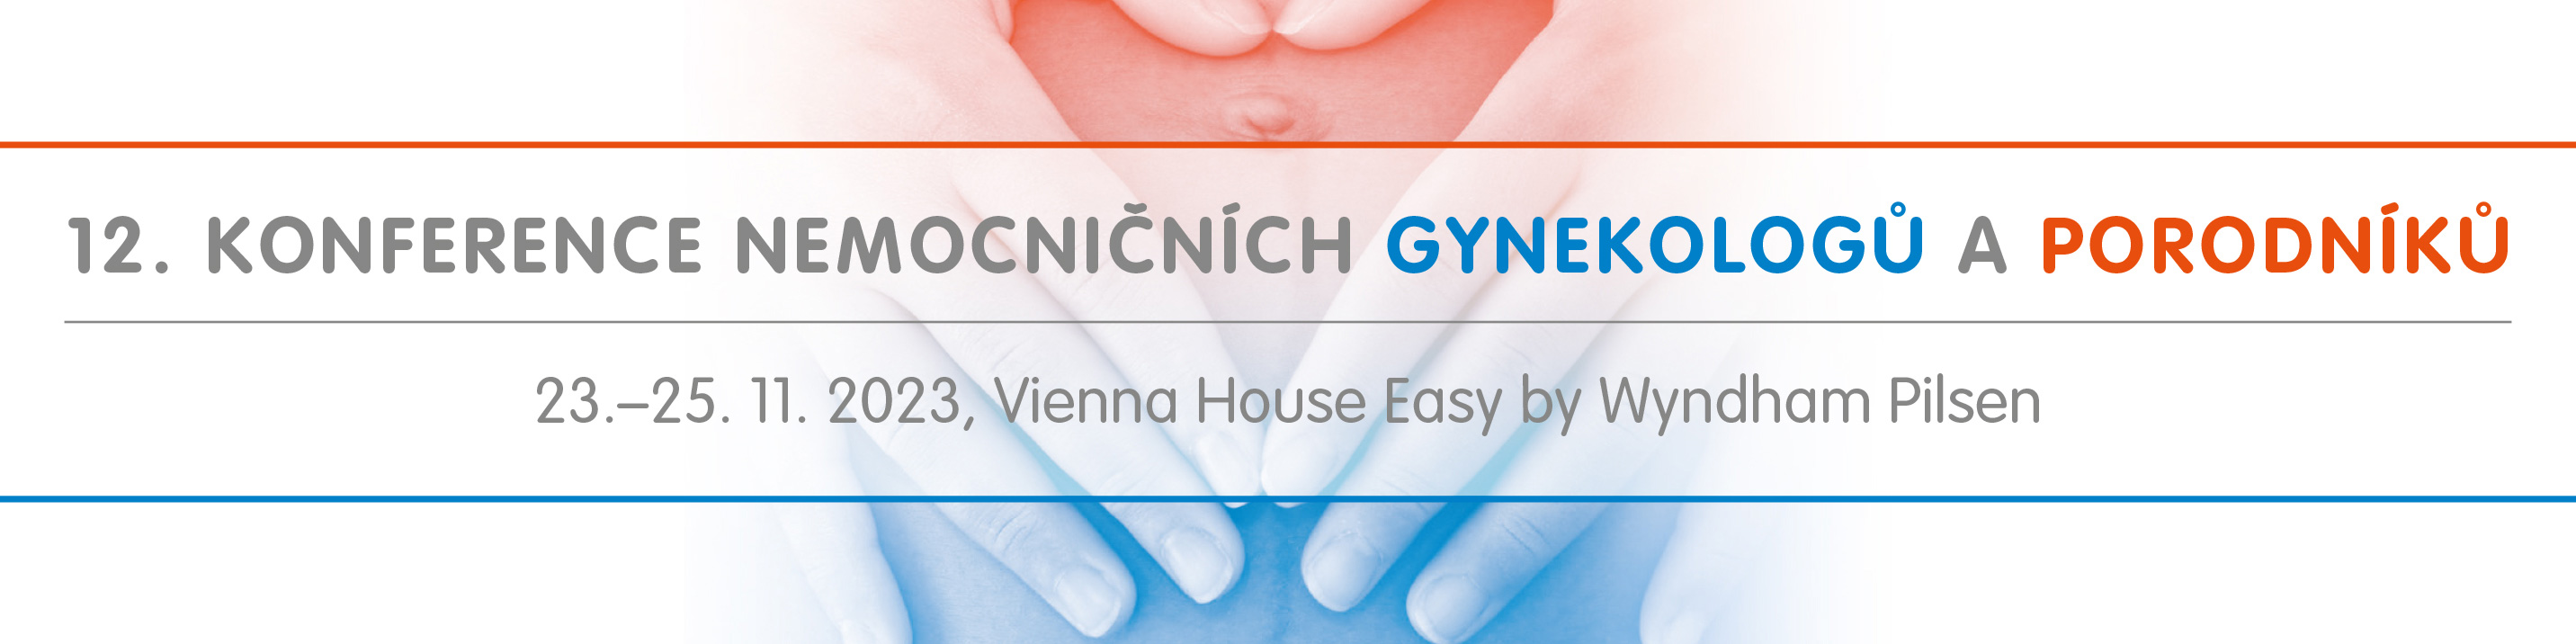 12. KONFERENCE NEMOCNIČNÍCH GYNEKOLOGŮ A PORODNÍKŮ
23.–25. 11. 2023, Vienna House Easy by Wyndham Pilsen